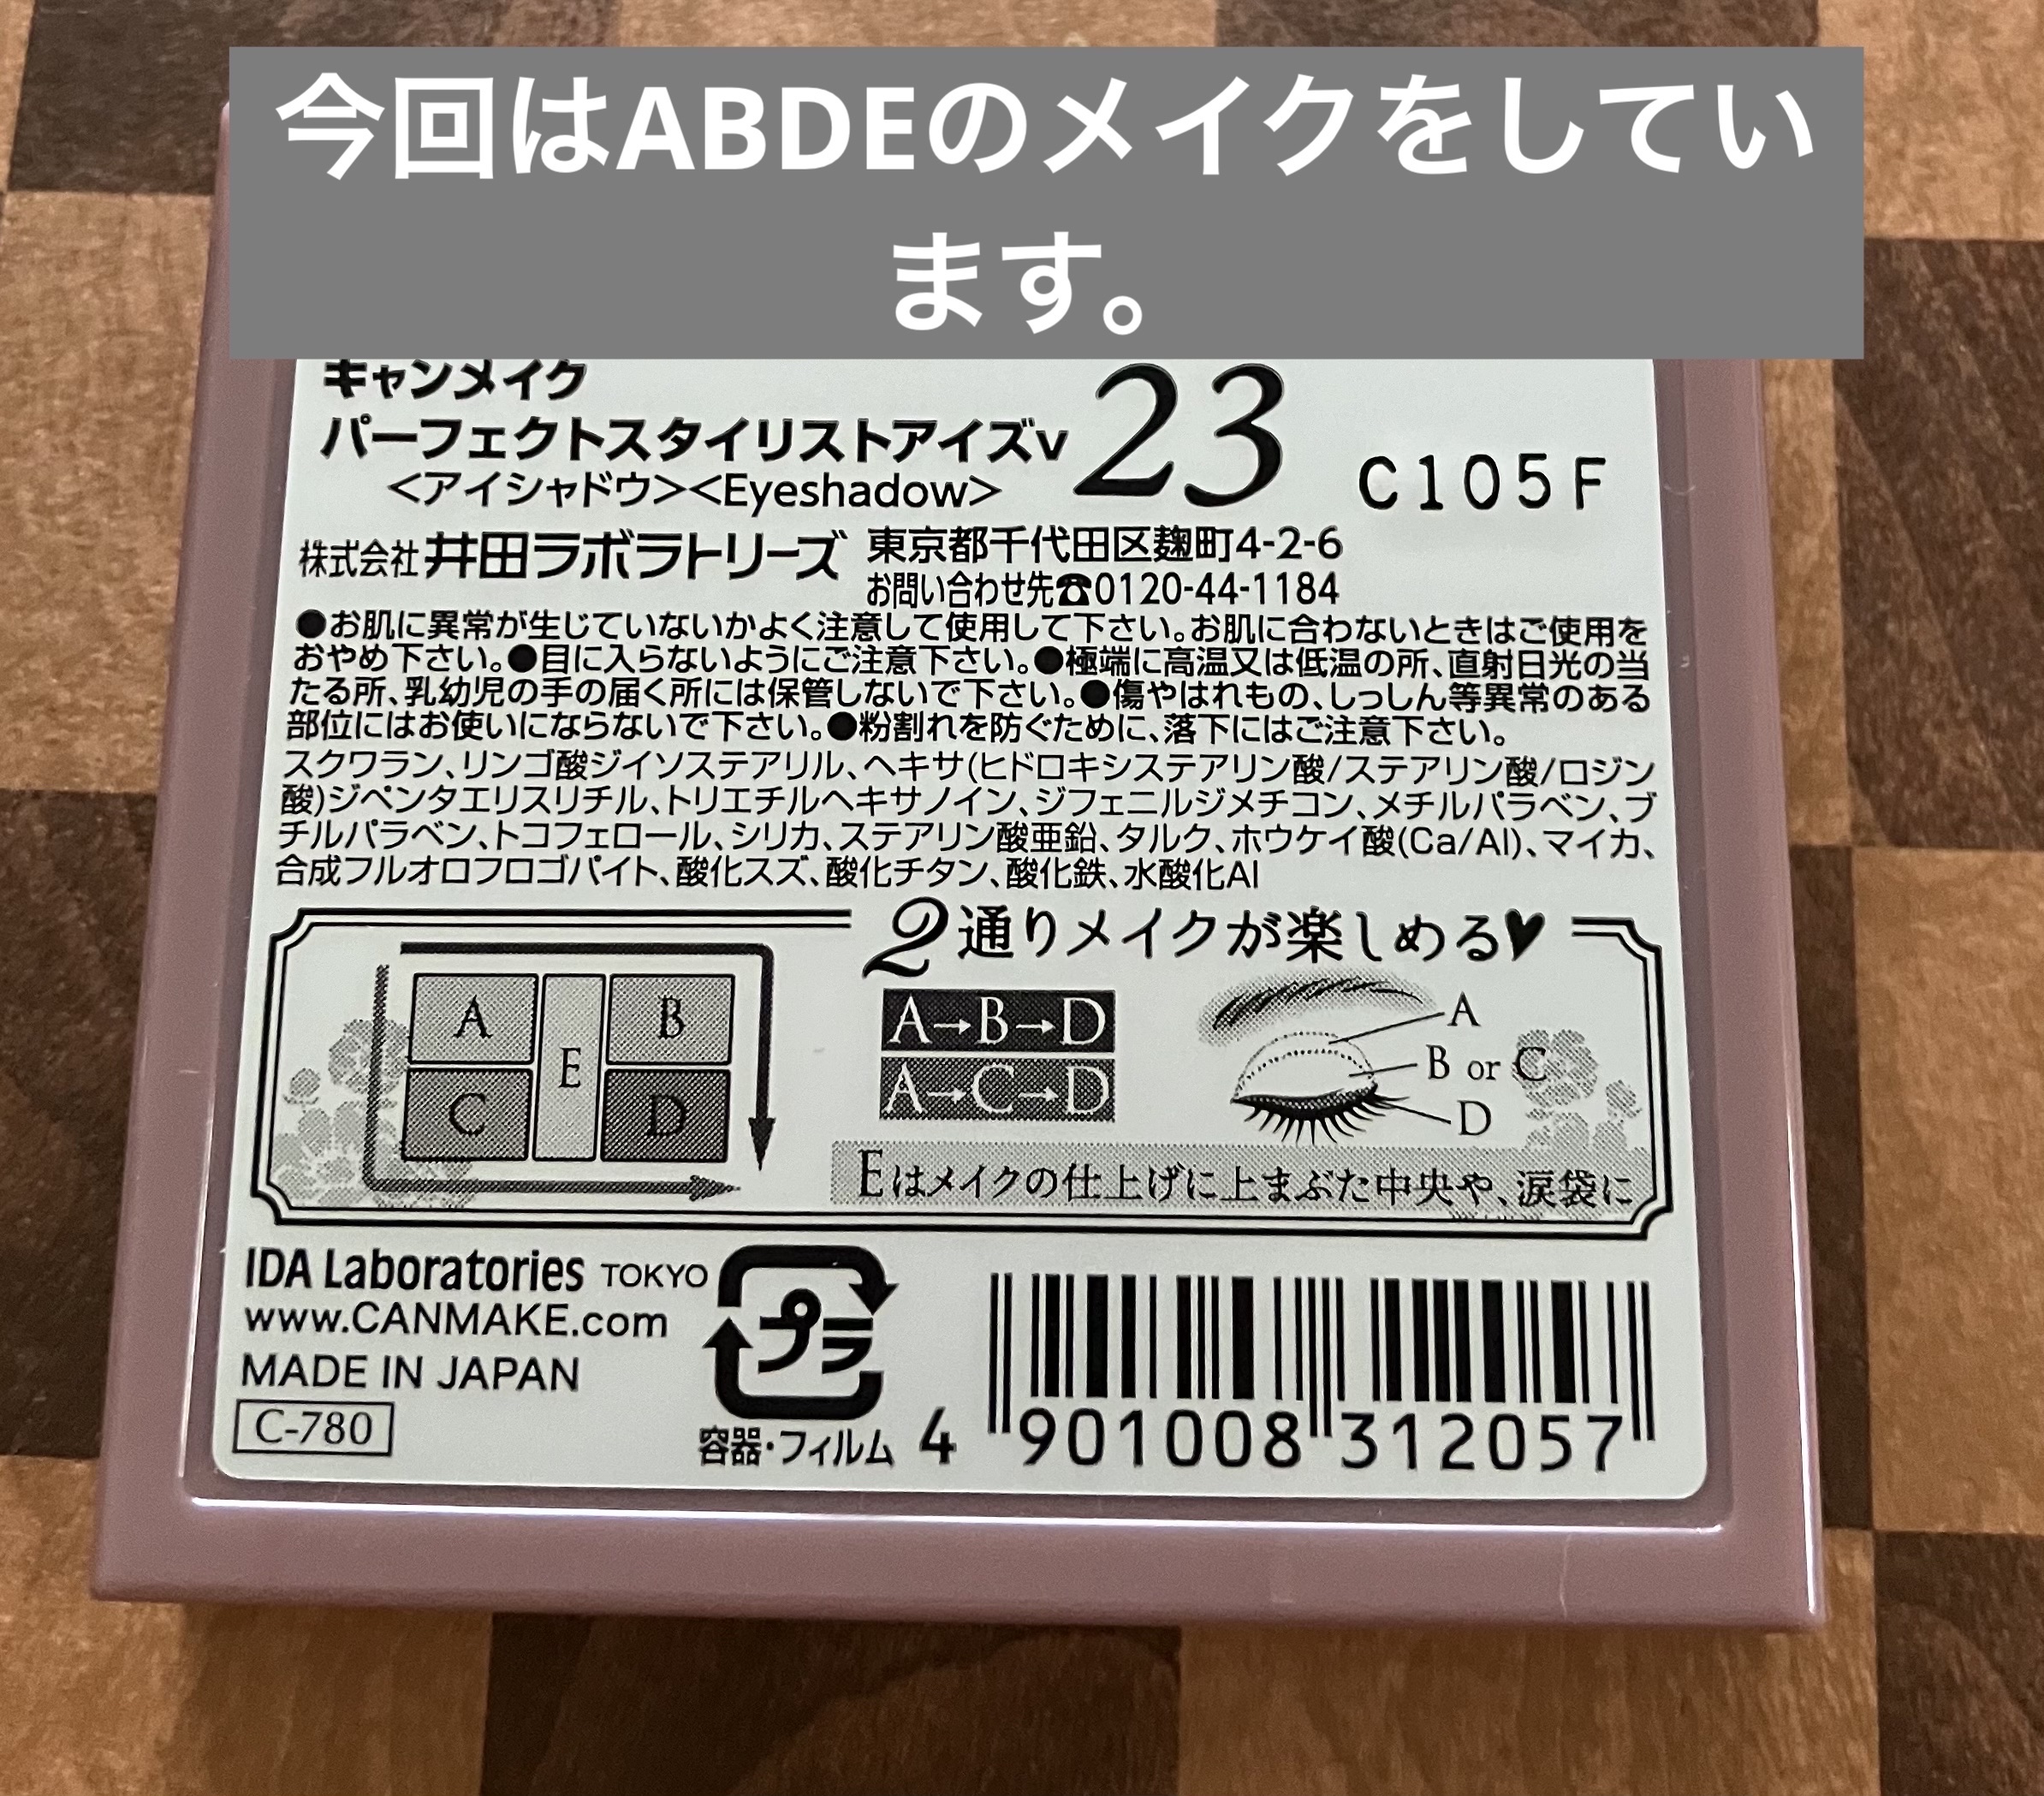 今回はABDEのメイクをしてい
ます。
キャンメイク
パーフェクトスタイリストアイズv
<アイシャドウ><Eyeshadow>
23
C105F
株式会社井田ラボラトリーズ
東京都千代田区麹町4-2-6
お問い合わせ先☎0120-44-1184
●お肌に異常が生じていないかよく注意して使用して下さい。お肌に合わないときはご使用を
おやめ下さい。●目に入らないようにご注意下さい。●極端に高温又は低温の所、直射日光の当
たる所、乳幼児の手の届く所には保管しないで下さい。●傷やはれもの、しっしん等異常のある
部位にはお使いにならないで下さい。●粉割れを防ぐために、落下にはご注意下さい。
スクワラン、リンゴ酸ジイソステアリル、ヘキサ(ヒドロキシステアリン酸/ステアリン酸/ロジン
酸)ジペンタエリスリチル、トリエチルヘキサノイン、ジフェニルジメチコン、メチルパラベン、ブ
チルパラベン、トコフェロール、シリカ、ステアリン酸亜鉛、タルク、ホウケイ酸(Ca/Al)、マイカ、
合成フルオロフロゴパイト、酸化スズ、酸化チタン、酸化鉄、水酸化Al
2通りメイクが楽しめる♥
A
E
B
C
D
A→B→D
A→C→D
A
B or C
D
Eはメイクの仕上げに上まぶた中央や、涙袋に
IDA Laboratories TOKYO
www.CANMAKE.com
MADE IN JAPAN
C-780
プラ
容器・フィルム
4 901008 312057